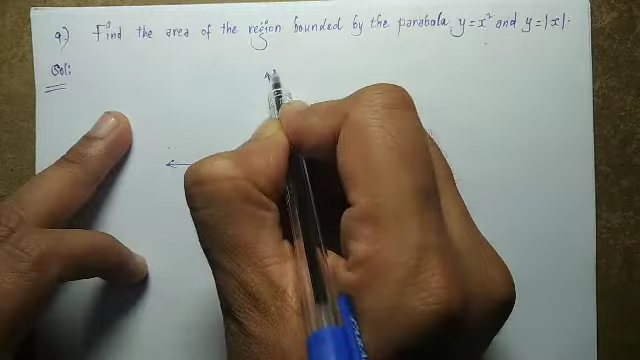 9.) Find the area of the region bounded by the parabola y=x² and y=|x|.
Sol: